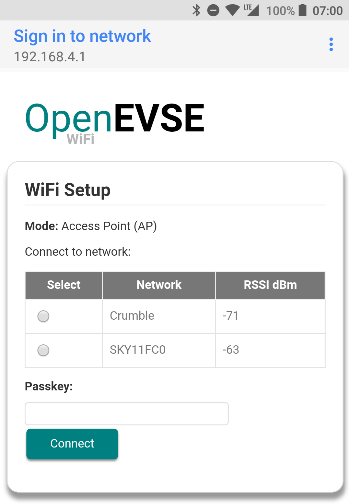 LTE 100% 07:00
Sign in to network
192.168.4.1
OpenEVSE
WiFi
WiFi Setup
Mode: Access Point (AP)
Connect to network:
Select Network RSSI dBm
Crumble -71
SKY11FC0 -63
Passkey:
Connect